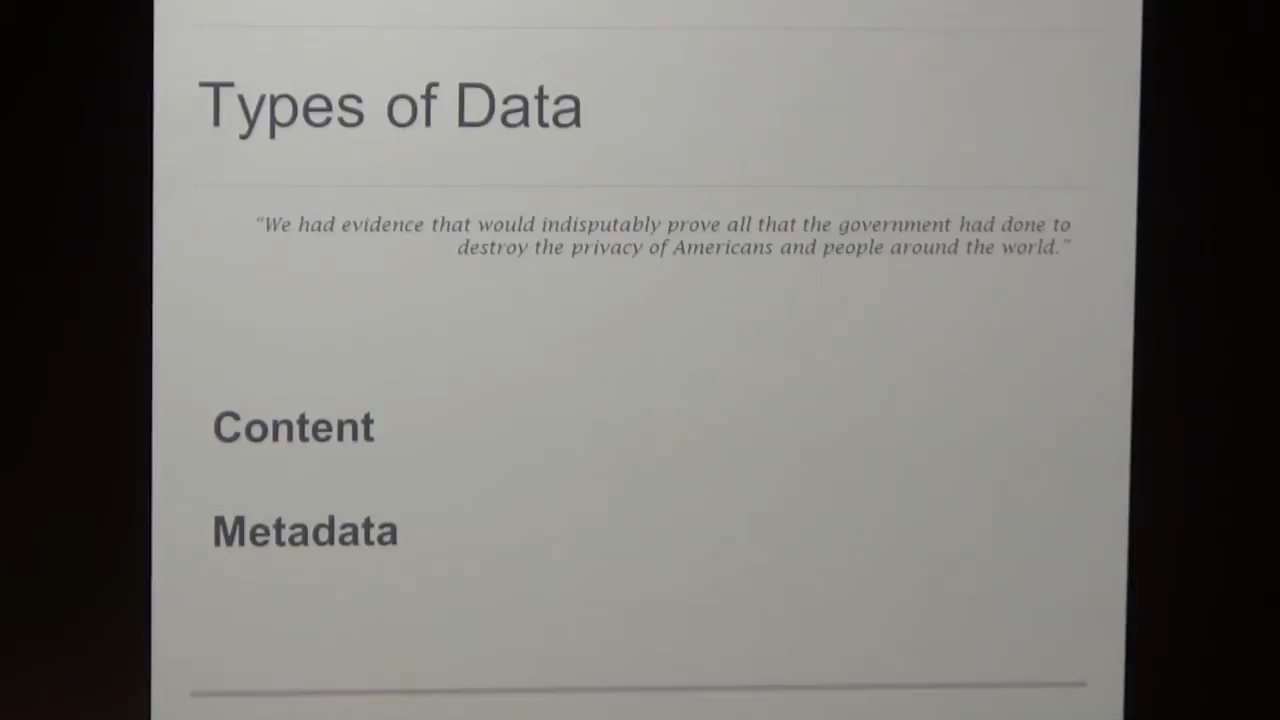 Types of Data
“We had evidence that would indisputably prove all that the government had done to
destroy the privacy of Americans and people around the world.”
Content
Metadata